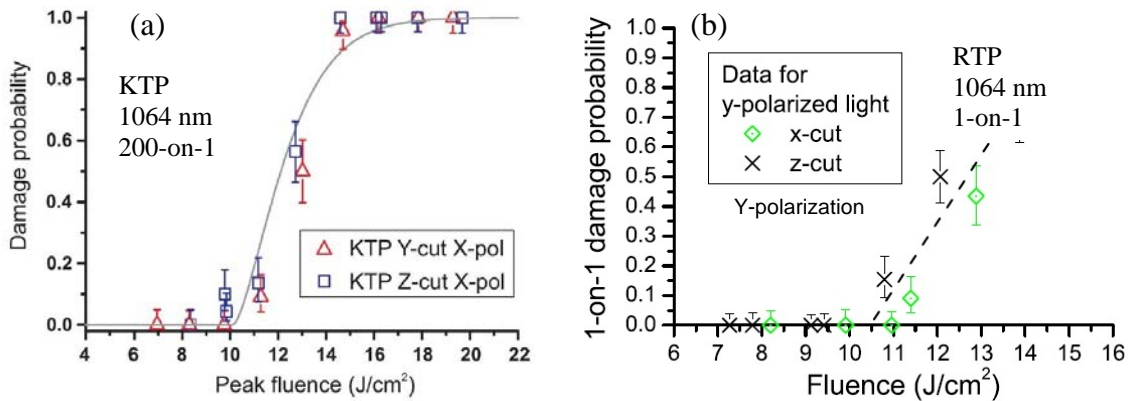 (a)
KTP
1064 nm
200-on-1
KTP Y-cut X-pol
KTP Z-cut X-pol
Damage probability
1.0
0.8
0.6
0.4
0.2
0.0
4 6 8 10 12 14 16 18 20 22
Peak fluence (J/cm²)
(b)
RTP
1064 nm
1-on-1
Data for
y-polarized light
x-cut
z-cut
Y-polarization
1-on-1 damage probability
1.0
0.9
0.8
0.7
0.6
0.5
0.4
0.3
0.2
0.1
0.0
6 7 8 9 10 11 12 13 14 15 16
Fluence (J/cm²)